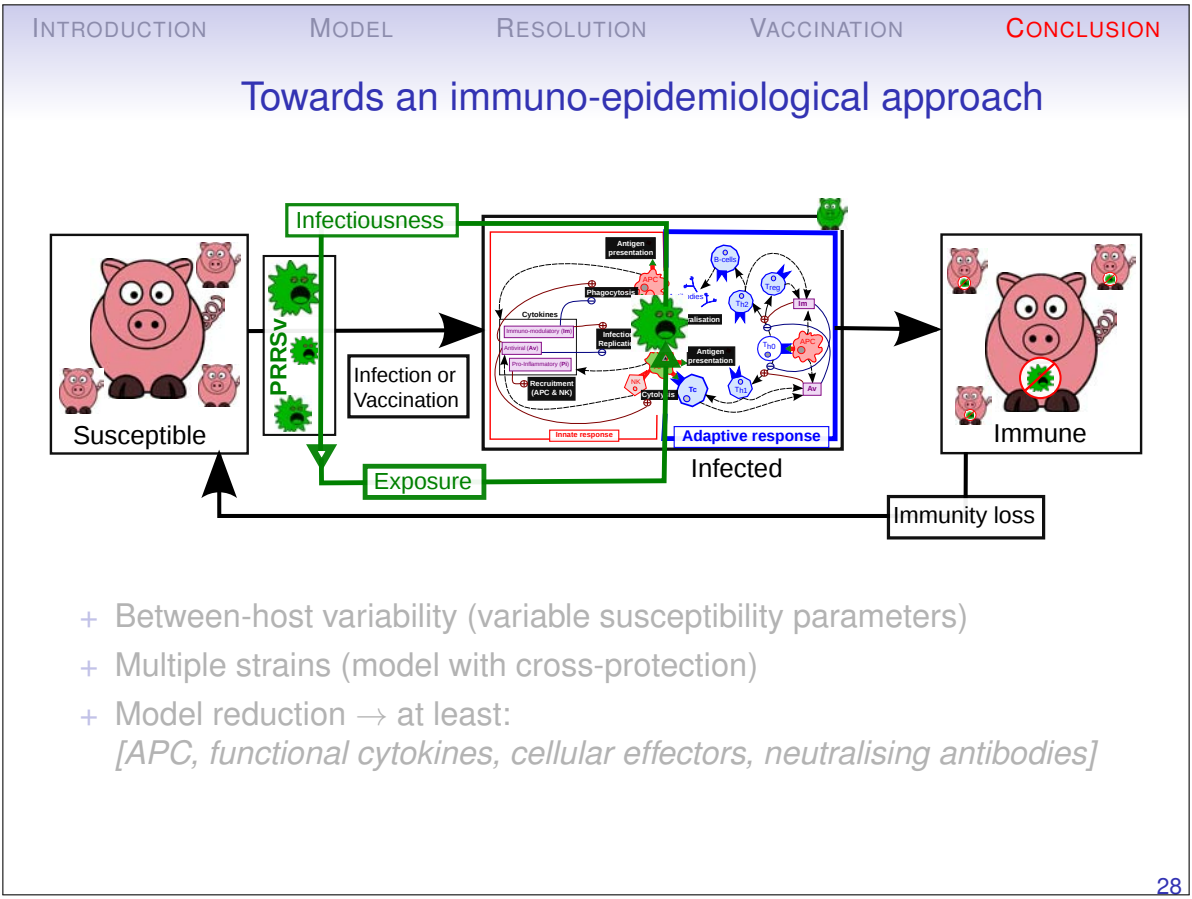 INTRODUCTION MODEL RESOLUTION VACCINATION CONCLUSION
Towards an immuno-epidemiological approach
Infectiousness
PRRSV
Susceptible
Infection or
Vaccination
Exposure
Antigen
presentation
APC
Phagocytosis
Cytokines
Immuno-modulatory (Im)
Antiviral (Av)
Pro-Inflammatory (Pi)
Infection
Recruitment
(APC & NK)
NK
Cytolysis
Innate response
B-cells
Th2
Treg
Im
Th0
APC
Antigen
presentation
Tc
Th1
Av
Adaptive response
Infected
Immune
Immunity loss
+ Between-host variability (variable susceptibility parameters)
+ Multiple strains (model with cross-protection)
+ Model reduction → at least:
[APC, functional cytokines, cellular effectors, neutralising antibodies]
28